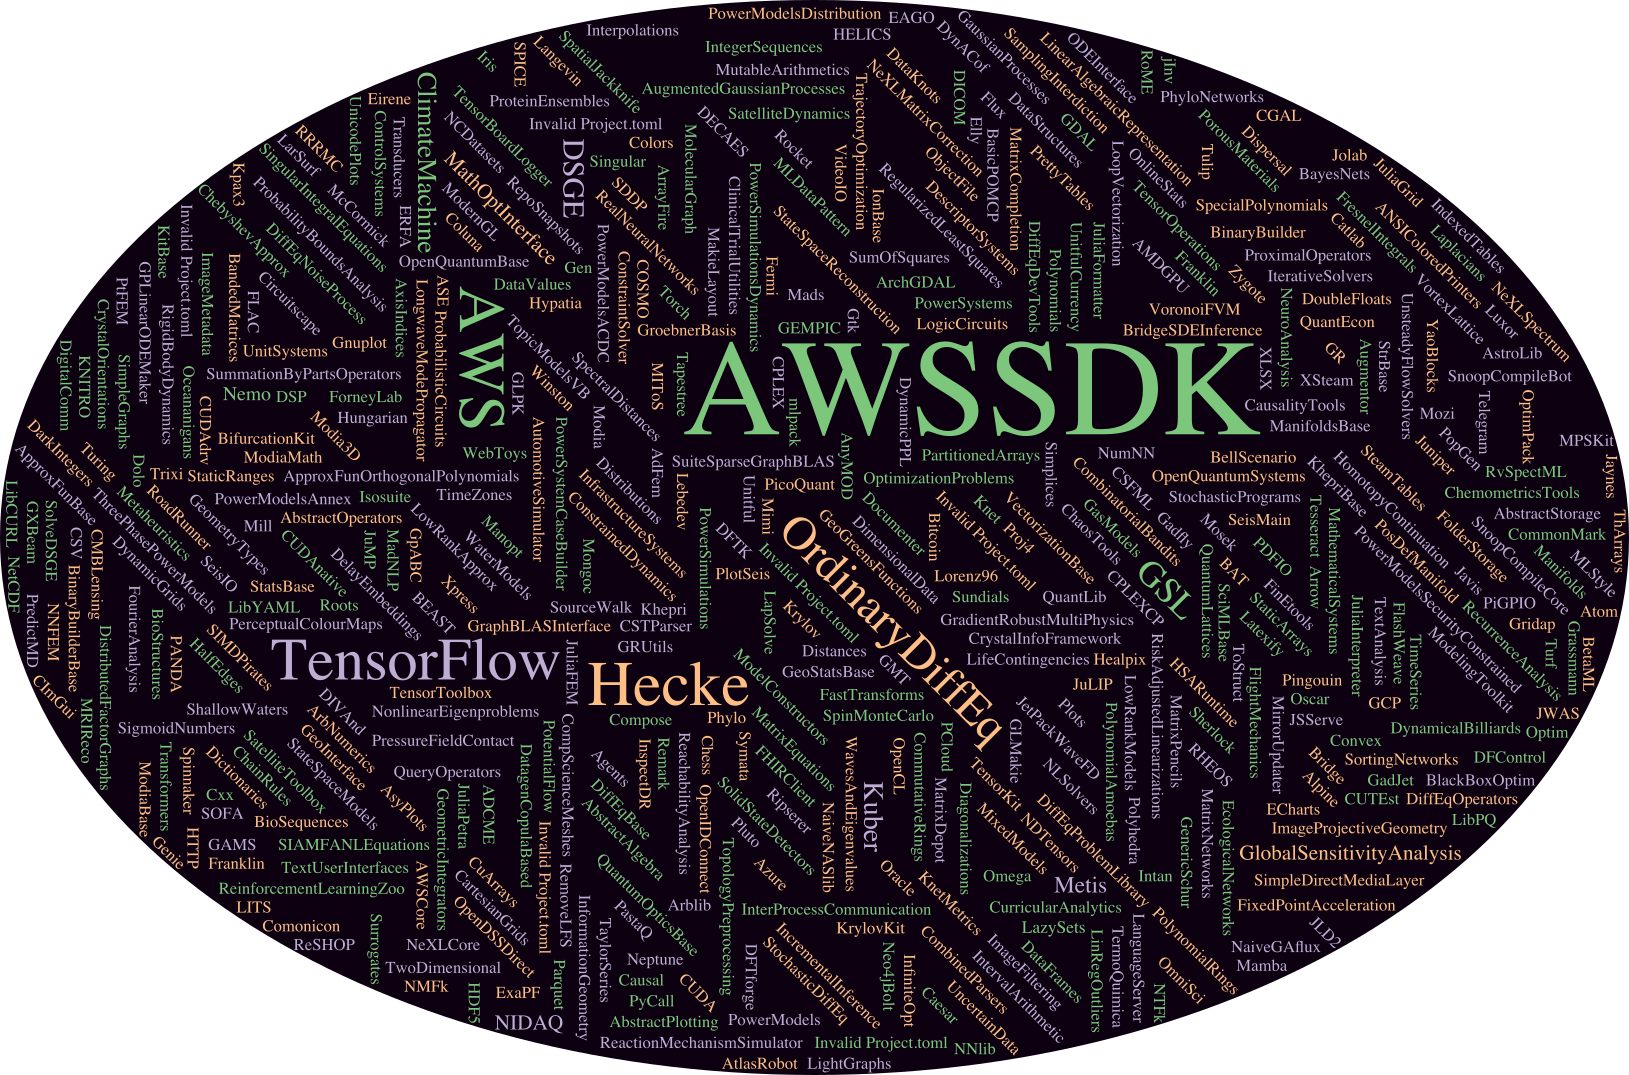 PowerModelsDistribution
EAGO
Interpolations
HELICS
DynACof
GaussianProcesses
SamplingInterdiction
LinearAlgebraicRepresentation
ODEInterface
RoME
jInv
SPICE
Langevin
SpatialJackknife
Iris
IntegerSequences
MutableArithmetics
AugmentedGaussianProcesses
SatelliteDynamics
DataKnots
NeXLMatrixCorrection
TrajectoryOptimization
DICOM
Flux
Elly
DataStructures
GDAL
PhyloNetworks
CGAL
PorousMaterials
Dispersal
Jolab
BayesNets
JuliaGrid
Eirene
UnicodePlots
ControlSystems
Transducers
ERFA
ClimateMachine
TensorBoardLogger
NCDatasets
ProteinEnsembles
Invalid Project.toml
Colors
Singular
DSGE
MathOptInterface
ModernGL
RepoSnapshots
Coluna
OpenQuantumBase
SDDP
RealNeuralNetworks
ArrayFire
MolecularGraph
DECAES
Rocket
MLDataPattern
VideoIO
IonBase
ObjectFile
RegularizedLeastSquares
DescriptorSystems
BasicPOMCP
MatrixCompletion
PrettyTables
LoopVectorization
OnlineStats
TensorOperations
Tulip
SpecialPolynomials
BinaryBuilder
ProximalOperators
IterativeSolvers
Catlab
FresnelIntegrals
ANSIColoredPrinters
IndexedTables
Laplacians
NeXLSpectrum
Luxor
VortexLattice
RRRMC
LarSurf
SingularIntegralEquations
McCormick
Kpax3
ProbabilityBoundsAnalysis
ChebyshevApprox
DiffEqNoiseProcess
KitBase
Invalid Project.toml
ImageMetadata
BandedMatrices
FLAC
Circuitscape
UnitSystems
Gnuplot
AxisIndices
LongwaveModePropagator
ASE
ProbabilisticCircuits
AWS
DataValues
Gen
Hypatia
PowerModelsACDC
ConstraintSolver
COSMO
Torch
GroebnerBasis
MakieLayout
ClinicalTrialUtilities
PowerSimulationsDynamics
Fermi
StateSpaceReconstruction
Mads
Gtk
GEMPIC
SumOfSquares
ArchGDAL
PowerSystems
LogicCircuits
DiffEqDevTools
Polynomials
UnitfulCurrency
JuliaFormatter
AMDGPU
Franklin
Zygote
VoronoiFVM
BridgeSDEInference
DoubleFloats
QuantEcon
NeuroAnalysis
XLSX
GR
XSteam
Augmentor
StrBase
UnsteadyFlowSolvers
YaoBlocks
AstroLib
SnoopCompileBot
PFFEM
GPLinearODEMaker
RigidBodyDynamics
CrystalOrientations
DigitalComm
KNITRO
SimpleGraphs
Oceananigans
CUDAdrv
SummationByPartsOperators
Nemo
DSP
ForneyLab
Hungarian
Modia3D
BifurcationKit
ModiaMath
WebToys
GLPK
Winston
TopicModelsVB
SpectralDistances
Modia
MIToS
Tapestree
CPLEX
mlpack
AWSSDK
DynamicPPL
CausalityTools
ManifoldsBase
Mozi
PopGen
Juniper
Telegram
OptimPack
MPSKit
Jaynes
DarkIntegers
Turing
ApproxFunBase
Dolo
Trixi
StaticRanges
ApproxFunOrthogonalPolynomials
Metaheuristics
ThreePhasePowerModels
RoadRunner
GeometryTypes
PowerModelsAnnex
Isosuite
TimeZones
Mill
AbstractOperators
LowRankApprox
AutomotiveSimulator
PowerSystemCaseBuilder
Distributions
AdFem
InfrastructureSystems
ConstrainedDynamics
SuiteSparseGraphBLAS
Lebedev
Unitful
PicoQuant
Mimi
AnyMOD
PartitionedArrays
OptimizationProblems
Documenter
Simplices
NumNN
CSFML
CombinatorialBandits
BellScenario
OpenQuantumSystems
StochasticPrograms
SeisMain
Gadfly
Mosek
VectorizationBase
ChaosTools
GasModels
Knet
Proj4
Invalid Project.toml
Bitcoin
GeoGreensFunctions
DimensionalData
Tesseract
Arrow
MathematicalSystems
KhepriBase
HomotopyContinuation
SteamTables
FolderStorage
PosDefManifold
PowerModelsSecurityConstrained
RvSpectML
ChemometricsTools
AbstractStorage
CommonMark
ThArrays
MLStyle
Manifolds
SnoopCompileCore
LibCURL
NetCDF
GXBeam
SolveDSGE
CSV
CMBLensing
BinaryBuilderBase
DynamicGrids
SeisIO
CUDAnative
JuMP
MadNLP
GpABC
DelayEmbeddings
Xpress
BEAST
Manopt
WaterModels
Mongoc
StatsBase
LibYAML
Roots
PerceptualColourMaps
GraphBLASInterface
SourceWalk
Khepri
CSTParser
GRUtils
PowerSimulations
DFTK
PlotSeis
Invalid Project.toml
LapSolve
Krylov
OrdinaryDiffEq
Lorenz96
Sundials
QuantLib
GradientRobustMultiPhysics
CrystalInfoFramework
LifeContingencies
Healpix
GSL
CPLEXCP
BAT
PDFIO
FinEtools
StaticArrays
Latexify
SciMLBase
QuantumLattices
ToStruct
JuliaInterpreter
TextAnalysis
FlashWeave
TimeSeries
Javis
PiGPIO
Gridap
Atom
RecurrenceAnalysis
ModelingToolkit
Turf
Grassmann
BetaML
PredictMD
NNFEM
FourierAnalysis
BioStructures
PANDA
HalfEdges
SIMDPirates
DistributedFactorGraphs
ClmGui
MRIReco
TensorFlow
Hecke
JuliaFEM
TensorToolbox
NonlinearEigenproblems
PressureFieldContact
ShallowWaters
SigmoidNumbers
DIVAnd
ArbNumerics
GeoInterface
Distances
GeoStatsBase
GMT
FastTransforms
SpinMonteCarlo
ModelConstructors
JuLIP
RiskAdjustedLinearizations
LowRankModels
HSARuntime
Sherlock
FlightMechanics
Pingouin
Oscar
JSServe
GCP
MirrorUpdater
JWAS
DynamicalBilliards
Optim
Convex
DFControl
SortingNetworks
Bridge
Alpine
GadJet
BlackBoxOptim
CUTEst
DiffEqOperators
LibPQ
ECharts
ImageProjectiveGeometry
GlobalSensitivityAnalysis
SimpleDirectMediaLayer
FixedPointAcceleration
Transformers
ModiaBase
Spinmaker
Dictionaries
ChainRules
SatelliteToolbox
StateSpaceModels
AsyPlots
QueryOperators
Cxx
SOFA
BioSequences
HTTP
Genie
GAMS
Franklin
SIAMFANLEquations
TextUserInterfaces
ReinforcementLearningZoo
LITS
Comonicon
ReSHOP
GeometricIntegrators
JuliaPetra
ADCME
DatagenCopulaBased
PotentialFlow
CompScienceMeshes
Invalid Project.toml
RemoveLFS
Compose
Phylo
InspectDR
Remark
ReachabilityAnalysis
Chess
Symata
OpenIDConnect
MatrixEquations
FHIRClient
SolidStateDetectors
Ripserer
Pluto
Azure
TopologyPreprocessing
Agents
DiffEqBase
AbstractAlgebra
QuantumOpticsBase
Arblib
WavesAndEigenvalues
NaiveNASlib
Kuber
OpenCL
PCloud
CommutativeRings
MatrixDepot
Diagonalizations
TensorKit
GLMakie
JetPackWaveFD
Plots
NLSolvers
PolynomialAmoebas
Polyhedra
MatrixPencils
RHEOS
MatrixNetworks
EcologicalNetworks
GenericSchur
MixedModels
NDTensors
DiffEqProblemLibrary
Intan
Omega
Metis
CurricularAnalytics
LazySets
Oracle
KnetMetrics
InterProcessCommunication
KrylovKit
CuArrays
CartesianGrids
AWSCore
OpenDSSDirect
NeXLCore
TwoDimensional
NMFk
ExaPF
HDF5
NIDAQ
Parquet
Surrogates
InformationGeometry
TaylorSeries
PastaQ
Neptune
Causal
PyCall
CUDA
AbstractPlotting
PowerModels
DFTforge
StochasticDiffEq
IncrementalInference
Neo4jBolt
InfiniteOpt
Caesar
CombinedParsers
UncertainData
ImageFiltering
IntervalArithmetic
DataFrames
LinRegOutliers
TermoQuimica
LanguageServer
NTFk
PolynomialRings
OmniSci
NaiveGAflux
JLD2
Mamba
ReactionMechanismSimulator
Invalid Project.toml
NNlib
AtlasRobot
LightGraphs